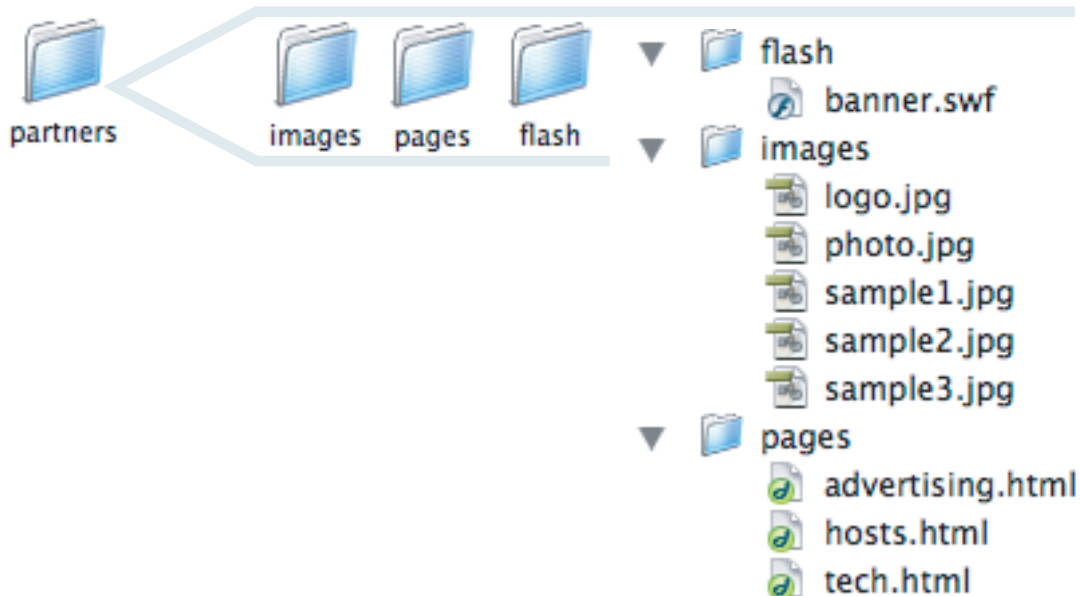 partners
images
pages
flash
flash
banner.swf
images
logo.jpg
photo.jpg
sample1.jpg
sample2.jpg
sample3.jpg
pages
advertising.html
hosts.html
tech.html